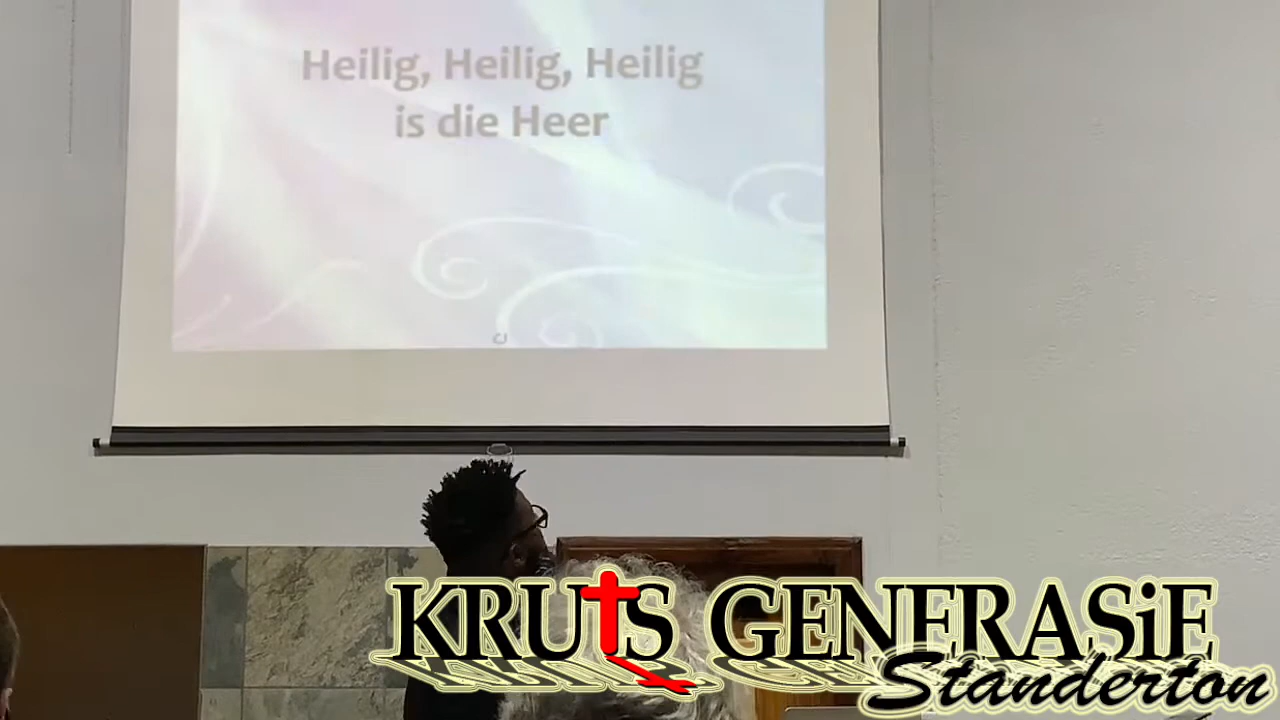 Heilig, Heilig, Heilig
is die Heer
KRUtS GENERASiE
Standerton